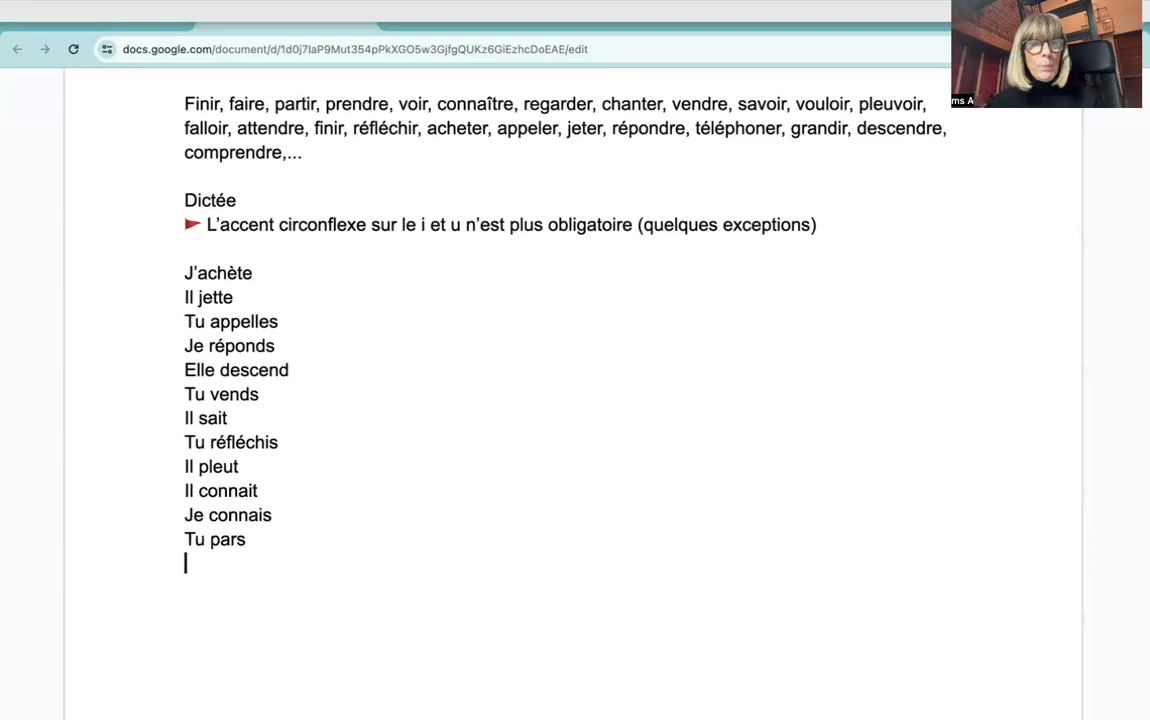 docs.google.com/document/d/1d0j7IaP9Mut354pPkXGO5w3GjfgQUKz6GiEzhcDoEAE/edit
ms A
Finir, faire, partir, prendre, voir, connaître, regarder, chanter, vendre, savoir, vouloir, pleuvoir,
falloir, attendre, finir, réfléchir, acheter, appeler, jeter, répondre, téléphoner, grandir, descendre,
comprendre,...
Dictée
L’accent circonflexe sur le i et u n’est plus obligatoire (quelques exceptions)
J’achète
Il jette
Tu appelles
Je réponds
Elle descend
Tu vends
Il sait
Tu réfléchis
Il pleut
Il connait
Je connais
Tu pars